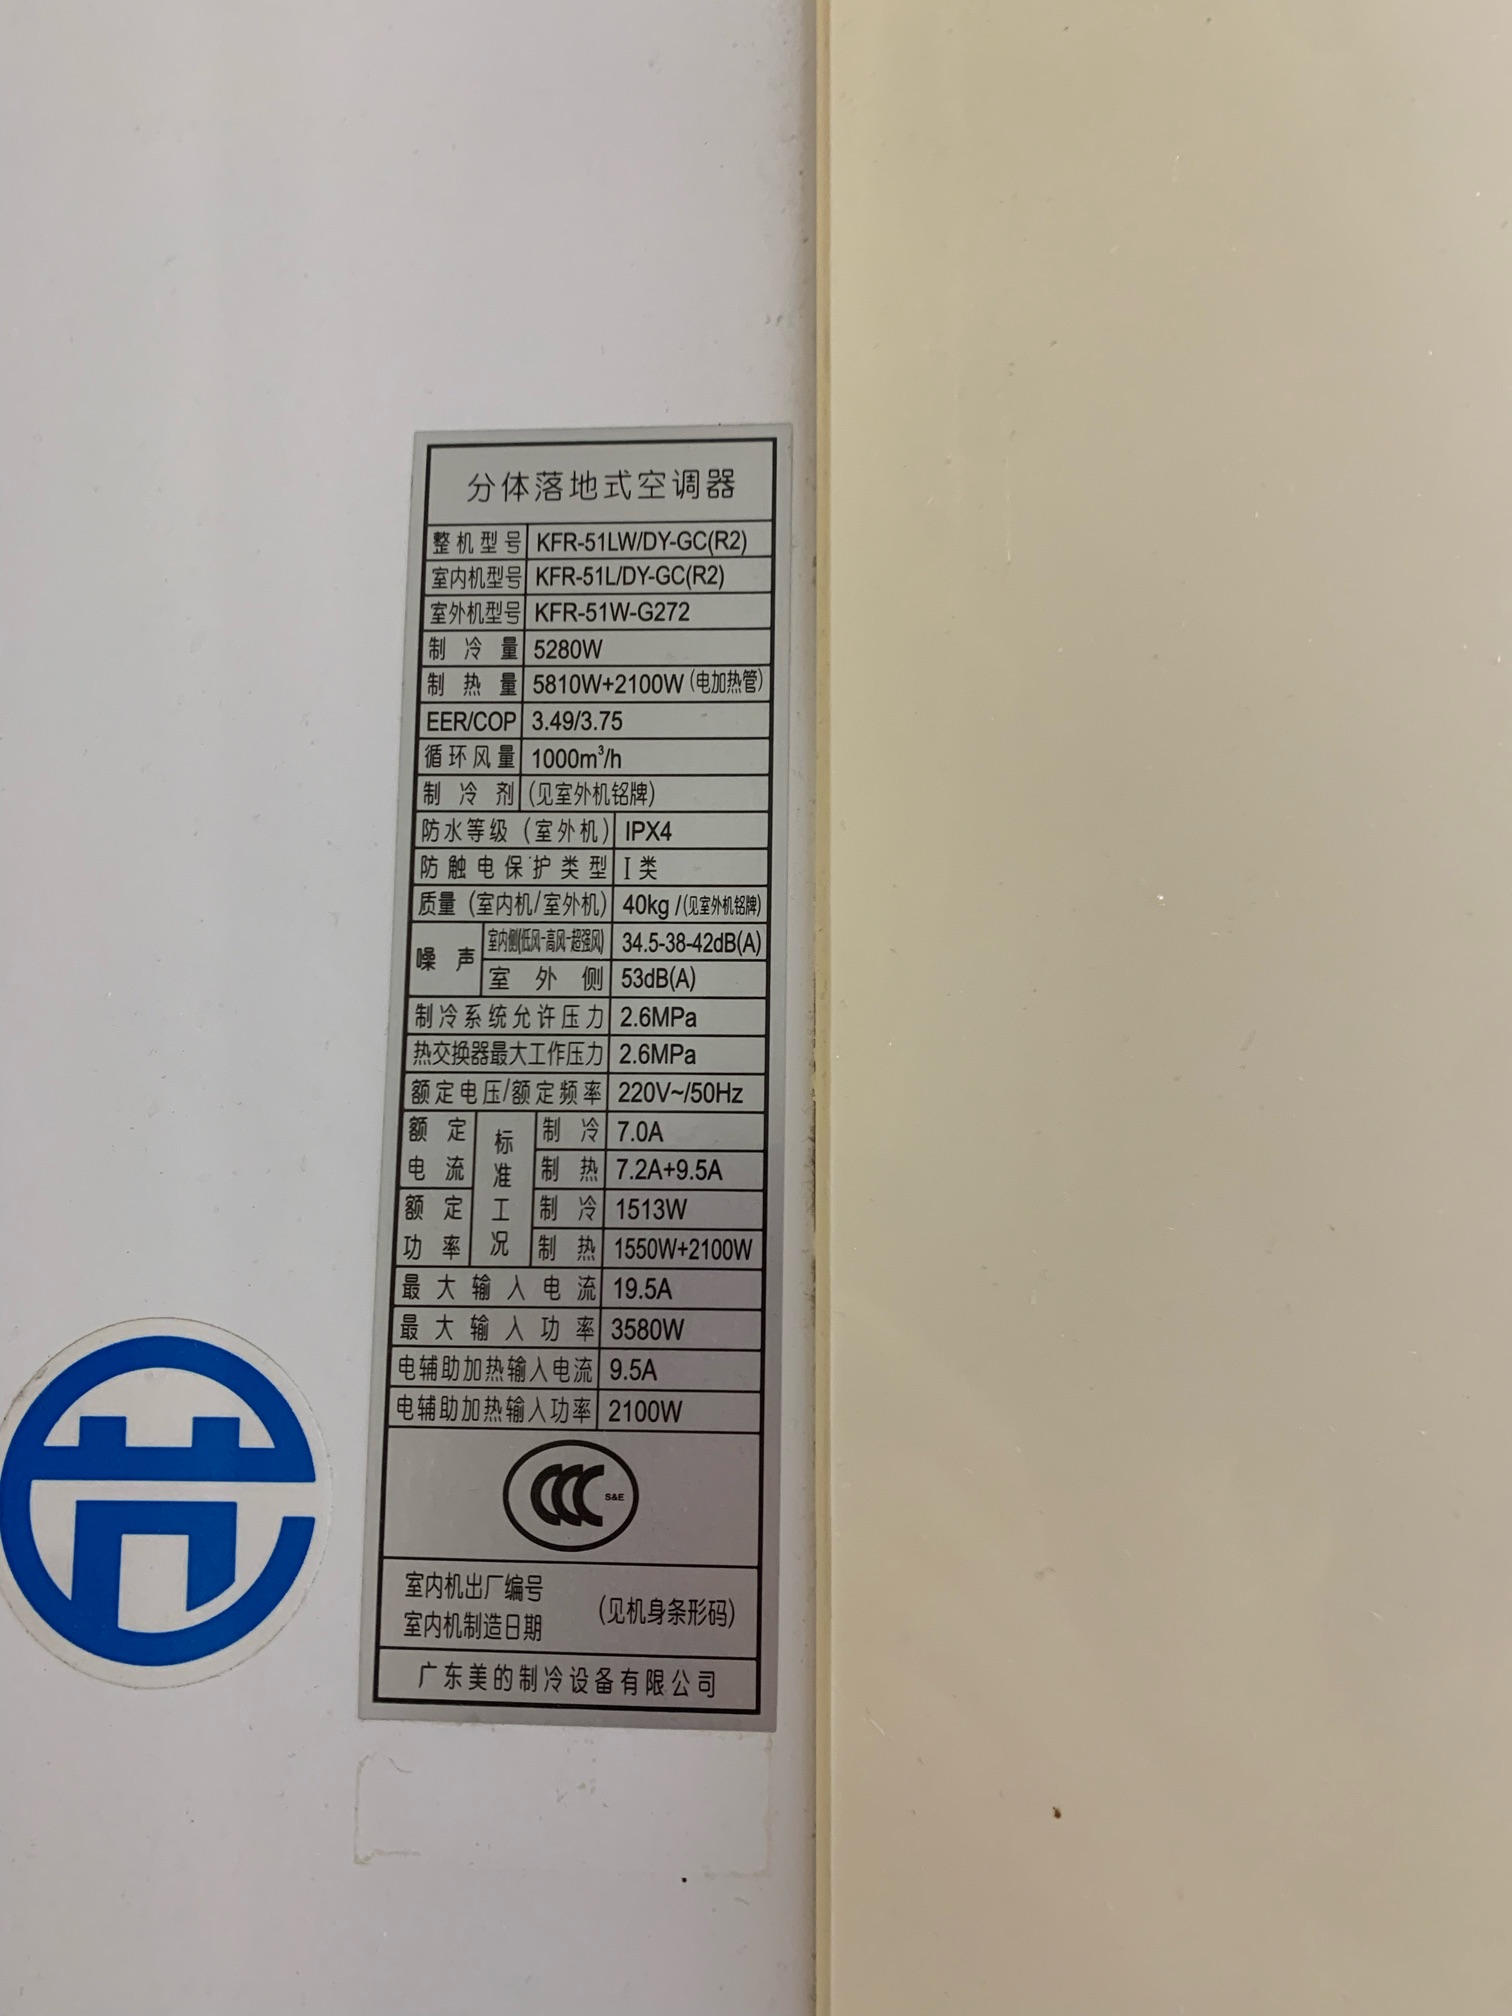 分体落地式空调器
整机型号 KFR-51LW/DY-GC(R2)
室内机型号 KFR-51L/DY-GC(R2)
室外机型号 KFR-51W-G272
制冷量 5280W
制热量 5810W+2100W(电加热管)
EER/COP 3.49/3.75
循环风量 1000m³/h
制冷剂 (见室外机铭牌)
防水等级(室外机) IPX4
防触电保护类型 I类
质量(室内机/室外机) 40kg/(见室外机铭牌)
噪声 室内侧(低风-高风-超强风) 34.5-38-42dB(A)
室外侧 53dB(A)
制冷系统允许压力 2.6MPa
热交换器最大工作压力 2.6MPa
额定电压/额定频率 220V~/50Hz
额定电流 标准工况 制冷 7.0A
制热 7.2A+9.5A
额定功率 制冷 1513W
制热 1550W+2100W
最大输入电流 19.5A
最大输入功率 3580W
电辅助加热输入电流 9.5A
电辅助加热输入功率 2100W
CCC S&E
室内机出厂编号
室内机制造日期 (见机身条形码)
广东美的制冷设备有限公司